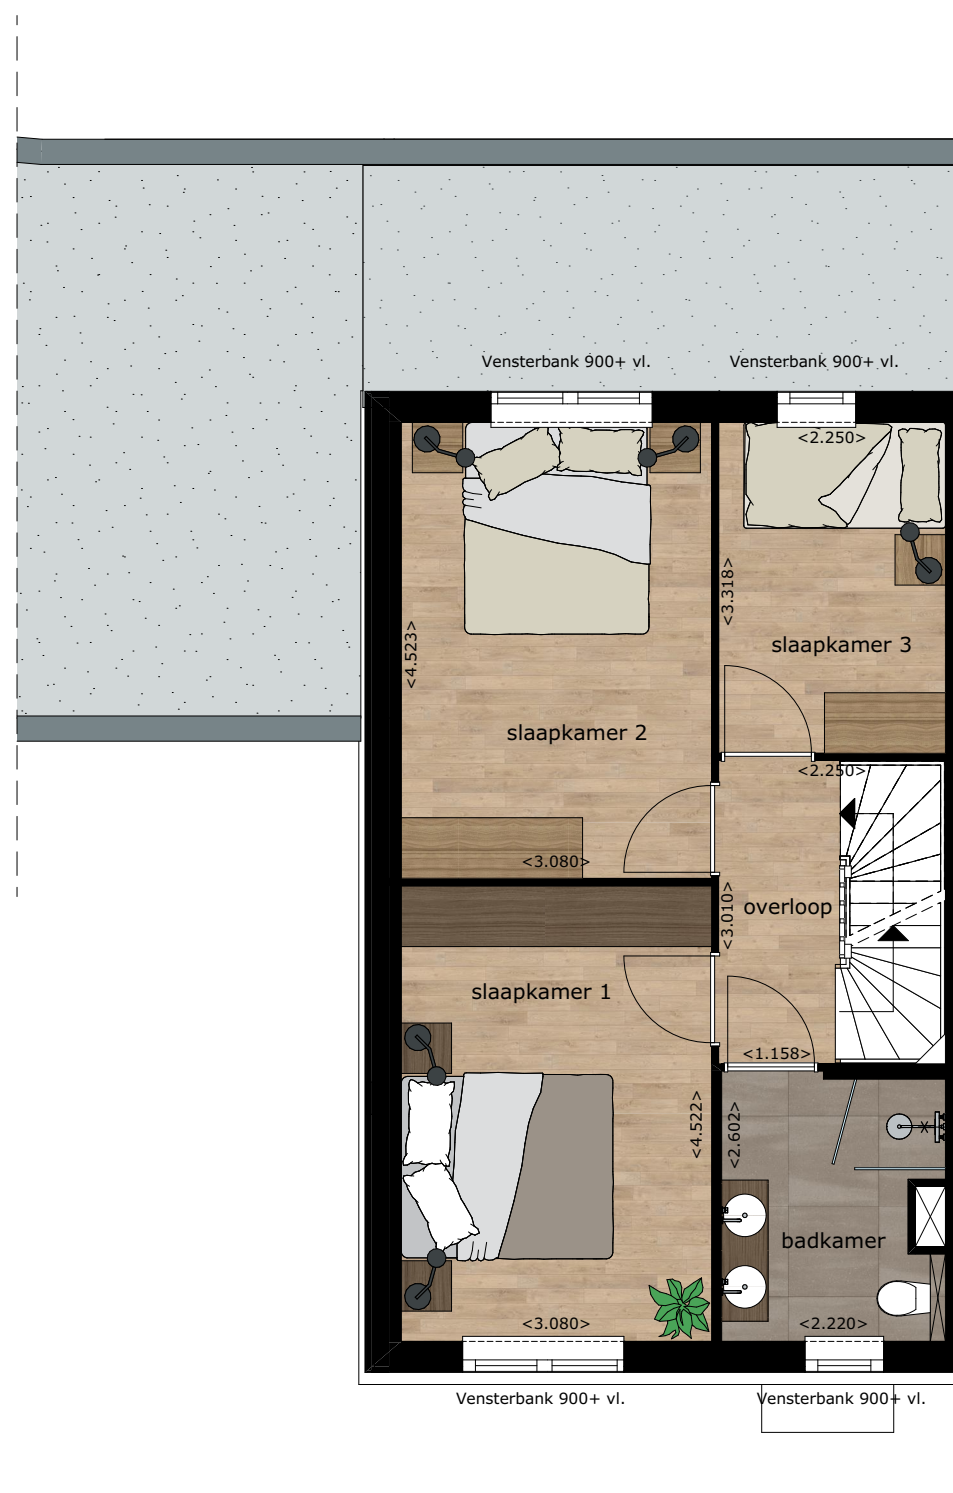 Vensterbank 900+ vl.
Vensterbank 900+ vl.
<2.250>
<3.318>
<4.523>
slaapkamer 3
slaapkamer 2
<2.250>
<3.080>
<3.010>
overloop
slaapkamer 1
<1.158>
<4.522>
<2.602>
badkamer
<3.080>
<2.220>
Vensterbank 900+ vl.
Vensterbank 900+ vl.